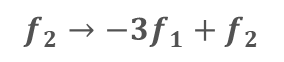 f₂ → −3f₁ + f₂